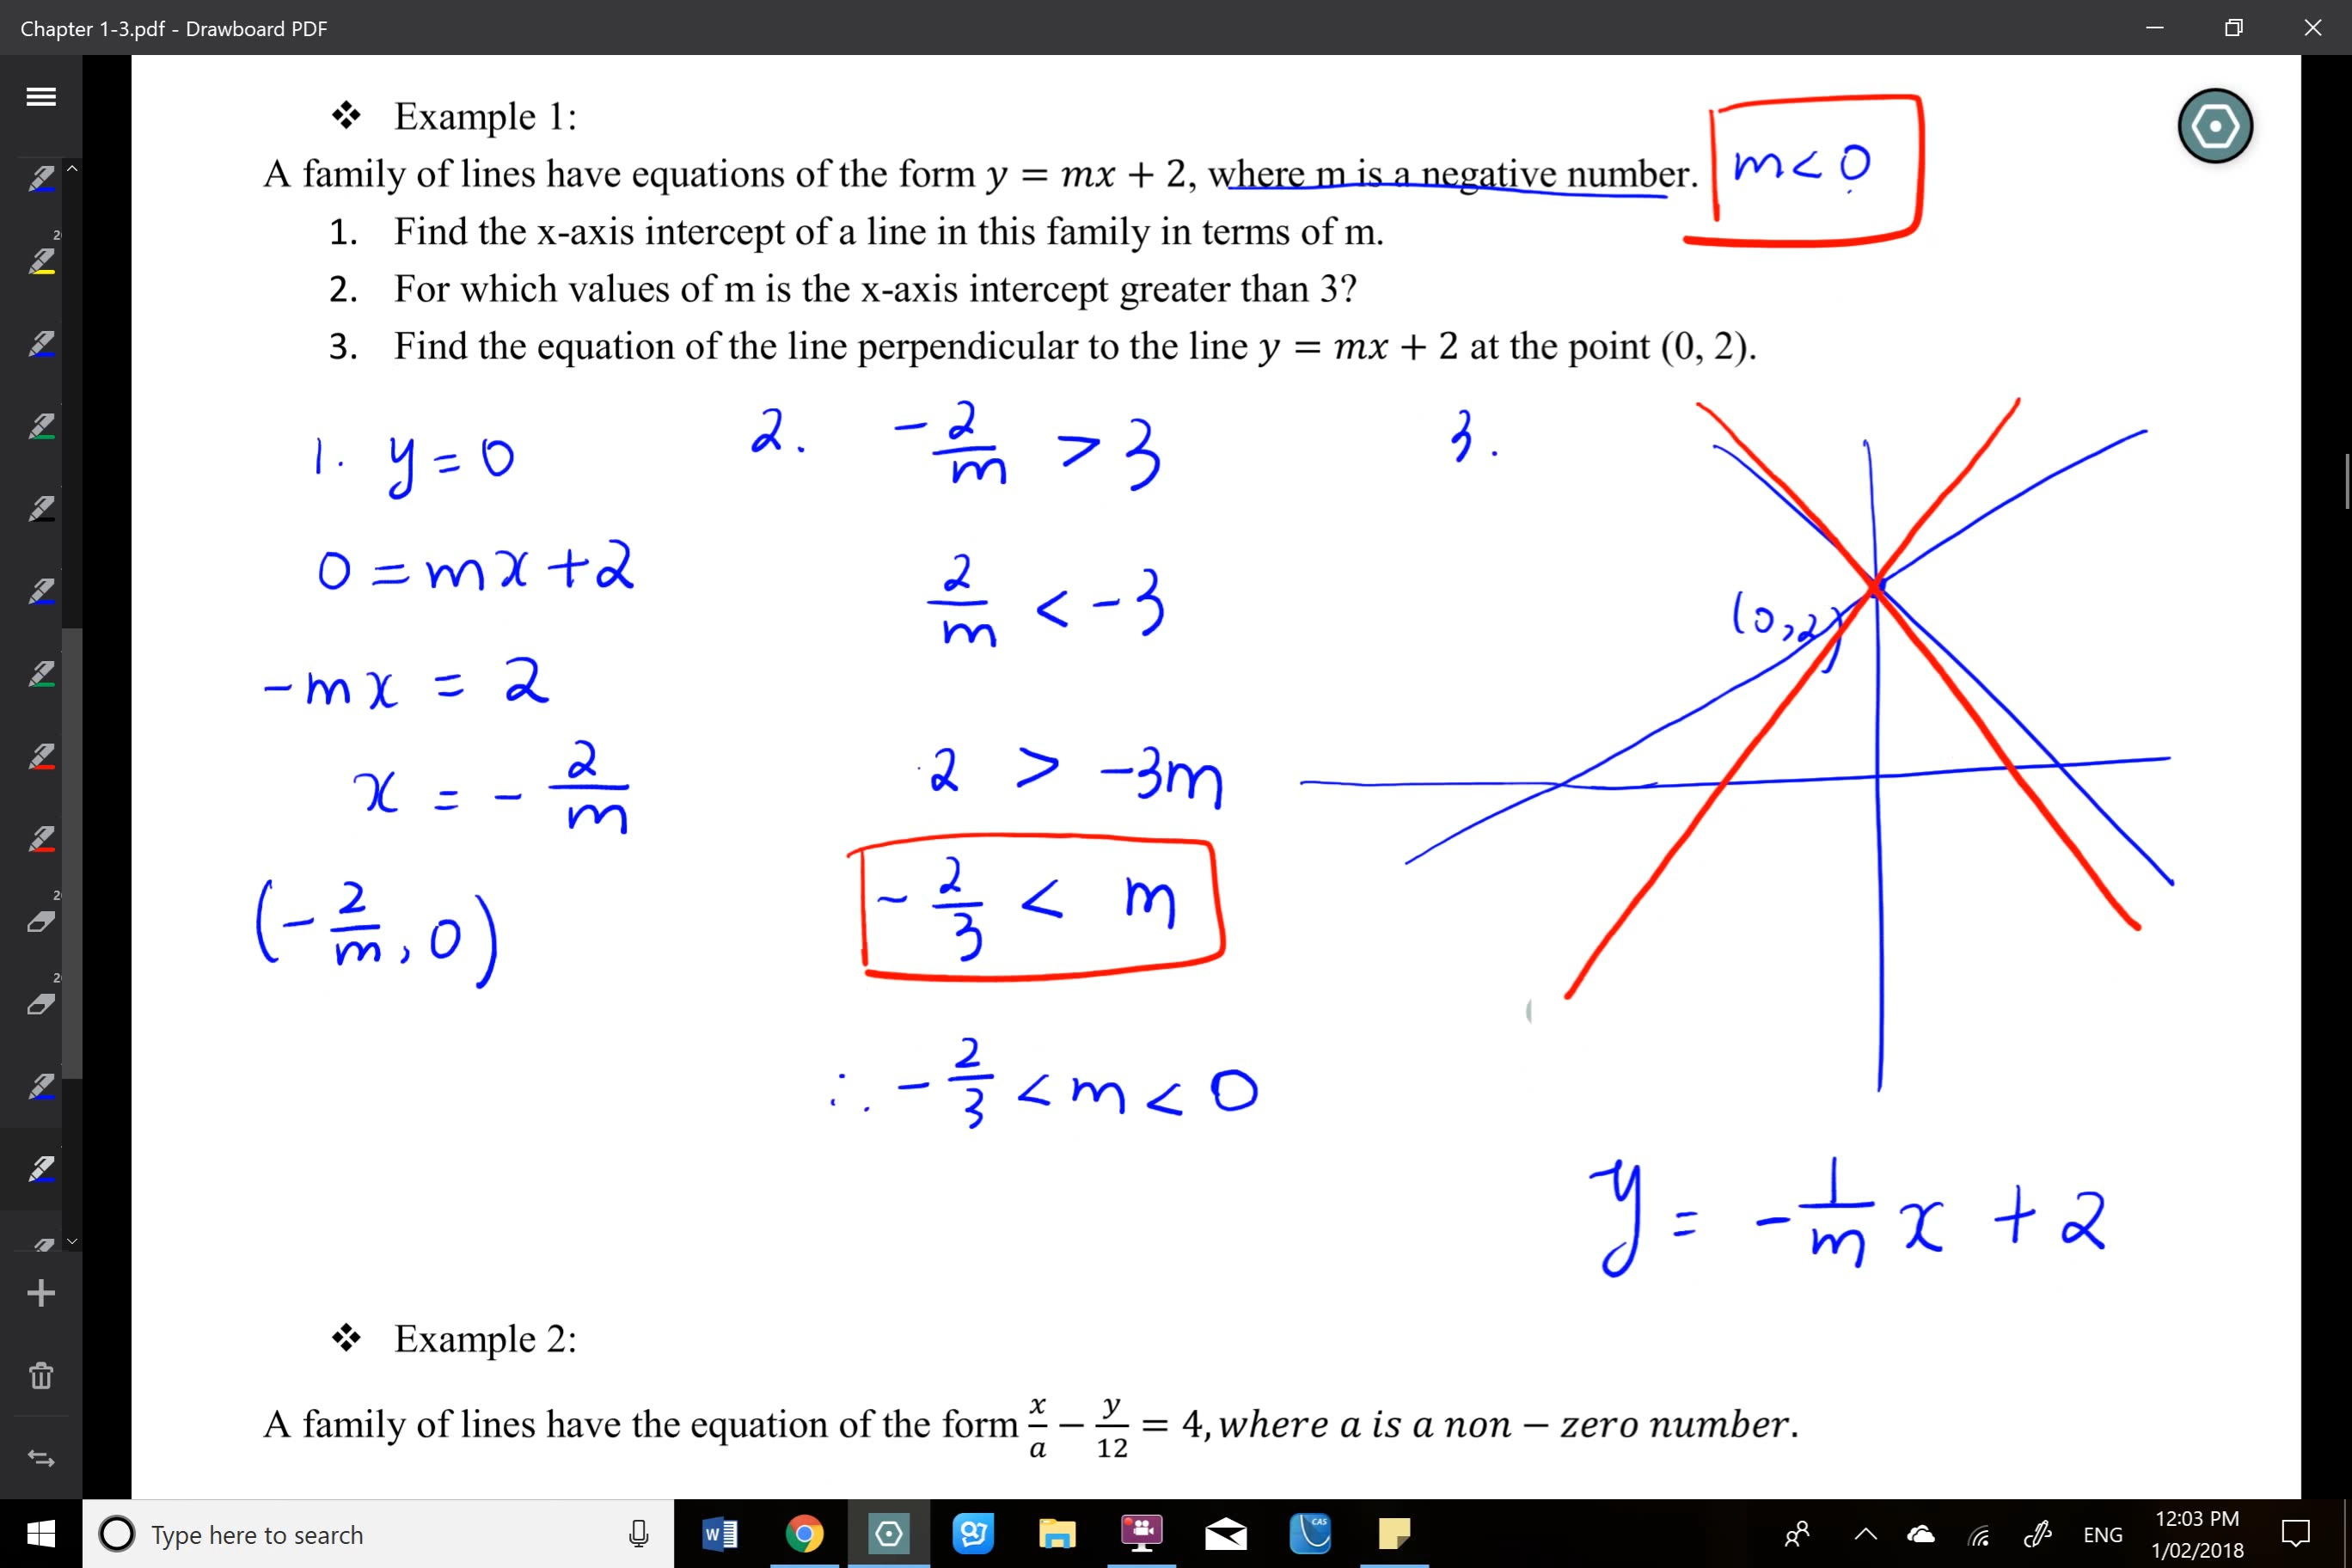 Chapter 1-3.pdf - Drawboard PDF
❖ Example 1:
A family of lines have equations of the form y = mx + 2, where m is a negative number.
m < 0
1. Find the x-axis intercept of a line in this family in terms of m.
2. For which values of m is the x-axis intercept greater than 3?
3. Find the equation of the line perpendicular to the line y = mx + 2 at the point (0, 2).
1. y = 0
0 = mx + 2
-mx = 2
x = - 2/m
(- 2/m, 0)
2. - 2/m > 3
2/m < -3
2 > -3m
- 2/3 < m
∴ - 2/3 < m < 0
3.
(0, 2)
y = - 1/m x + 2
❖ Example 2:
A family of lines have the equation of the form x/a − y/12 = 4, where a is a non − zero number.
Type here to search
CAS
ENG
12:03 PM
1/02/2018